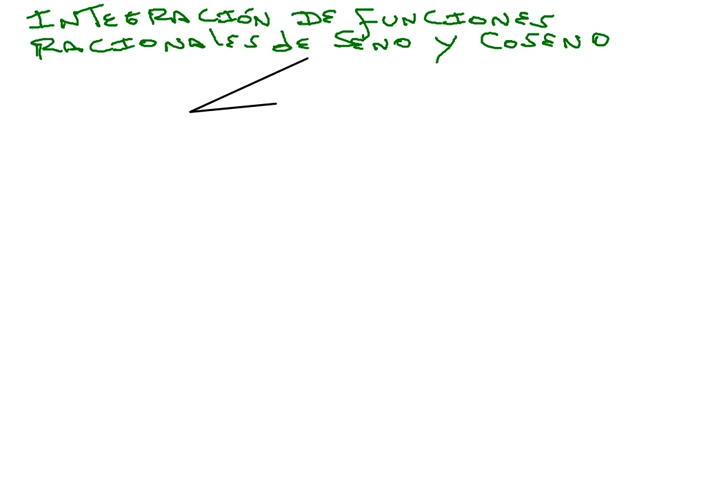 INTEGRACIÓN DE FUNCIONES
RACIONALES dE SENO Y COSENO